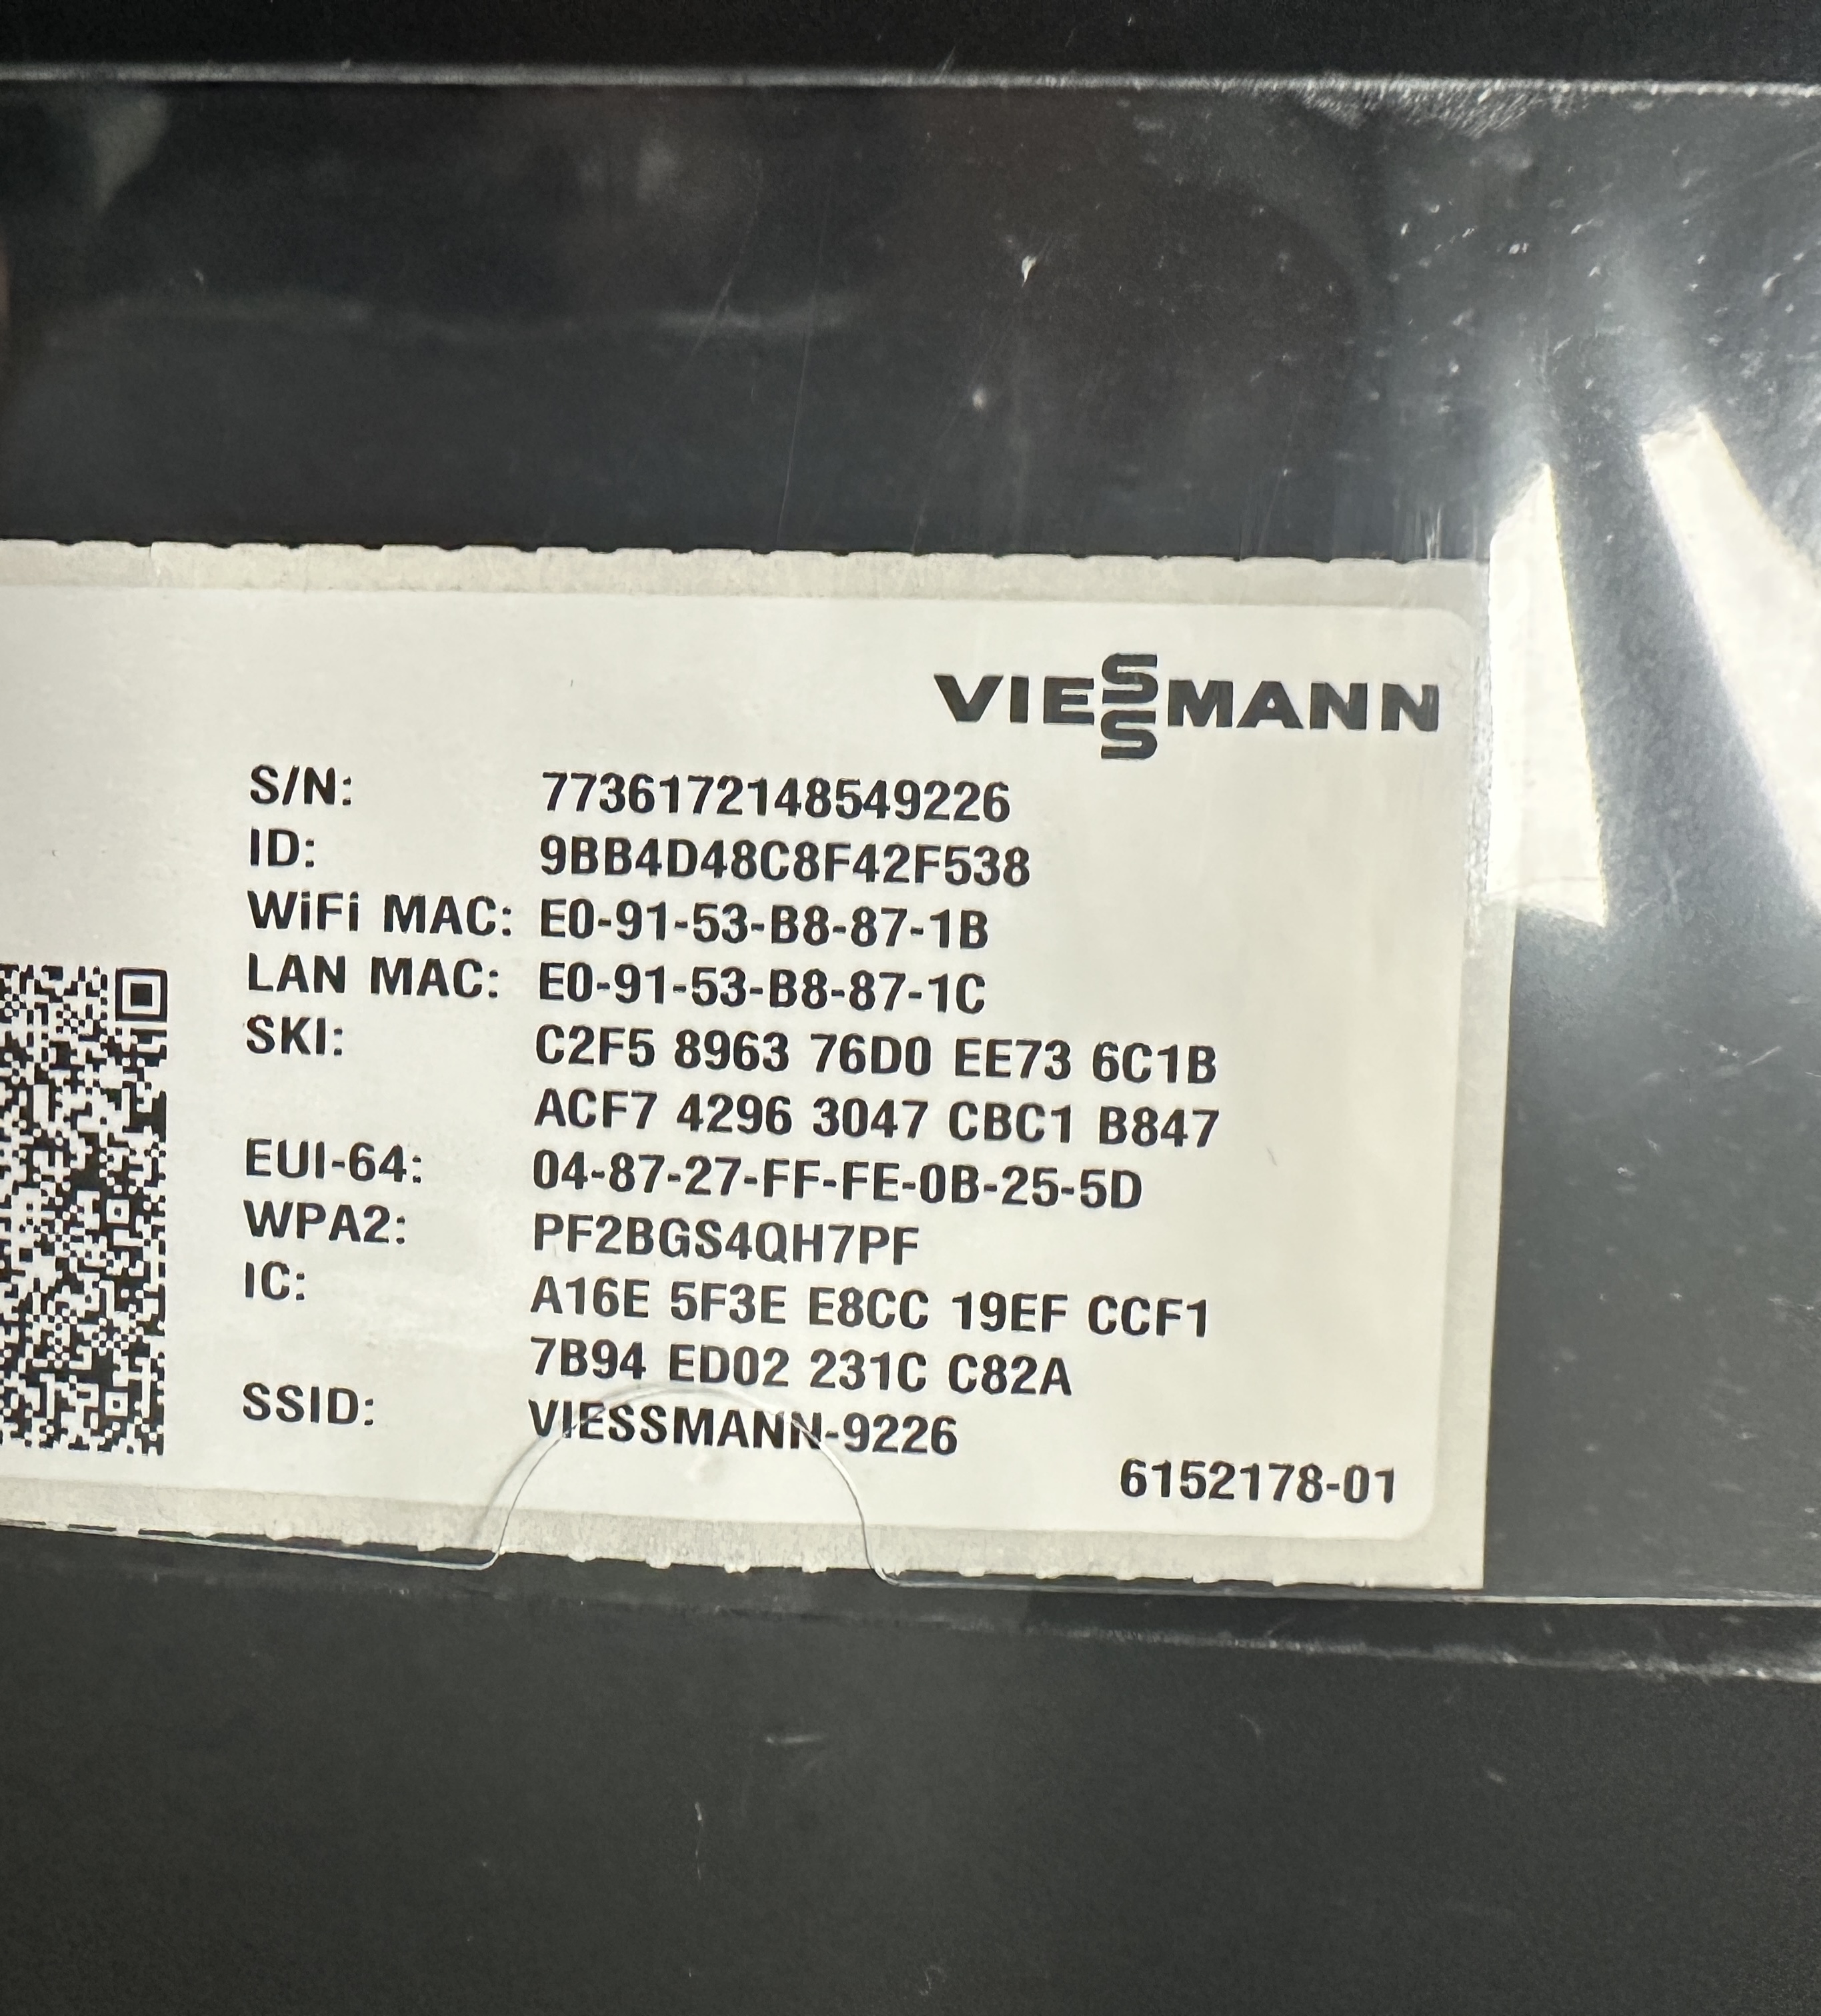 VIESSMANN
S/N: 7736172148549226
ID: 9BB4D48C8F42F538
WiFi MAC: E0-91-53-B8-87-1B
LAN MAC: E0-91-53-B8-87-1C
SKI: C2F5 8963 76D0 EE73 6C1B
ACF7 4296 3047 CBC1 B847
EUI-64: 04-87-27-FF-FE-0B-25-5D
WPA2: PF2BGS4QH7PF
IC: A16E 5F3E E8CC 19EF CCF1
7B94 ED02 231C C82A
SSID: VIESSMANN-9226
6152178-01